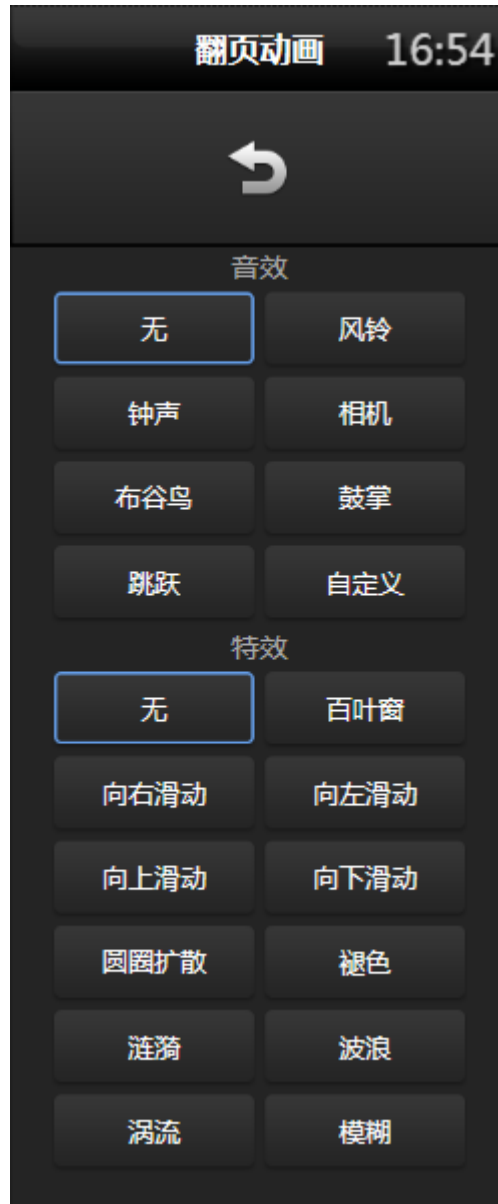 翻页动画 16:54
音效
无 风铃
钟声 相机
布谷鸟 鼓掌
跳跃 自定义
特效
无 百叶窗
向右滑动 向左滑动
向上滑动 向下滑动
圆圈扩散 褪色
涟漪 波浪
涡流 模糊